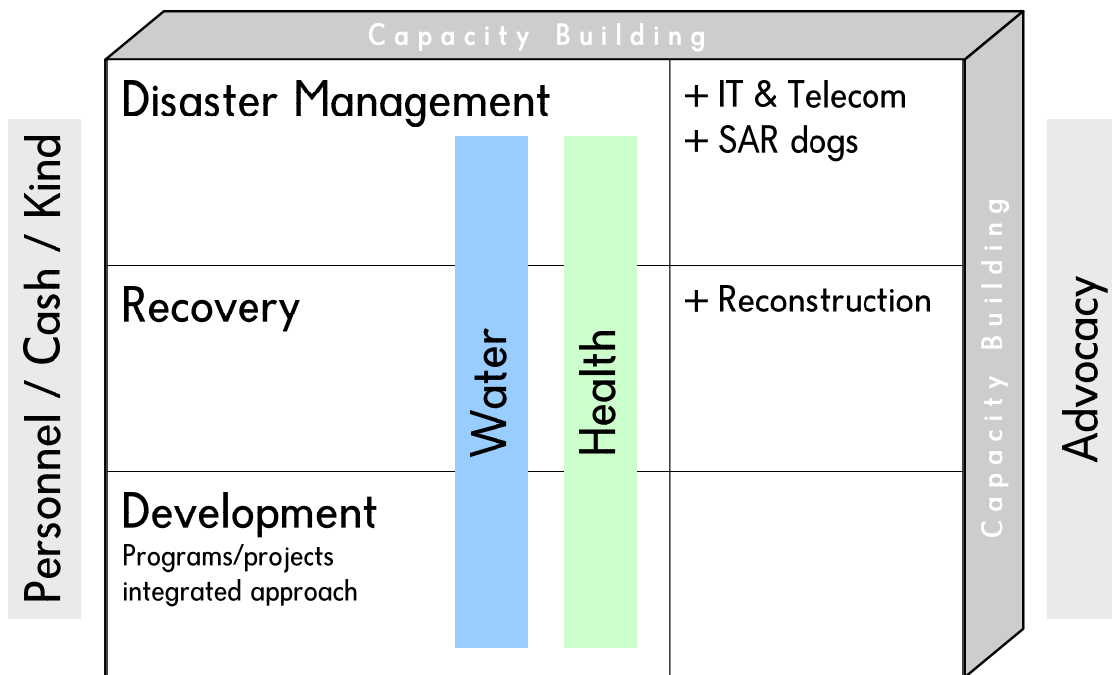 Capacity Building
Personnel / Cash / Kind
Disaster Management
+ IT & Telecom
+ SAR dogs
Recovery
+ Reconstruction
Water
Health
Development
Programs/projects
integrated approach
Capacity Building
Advocacy